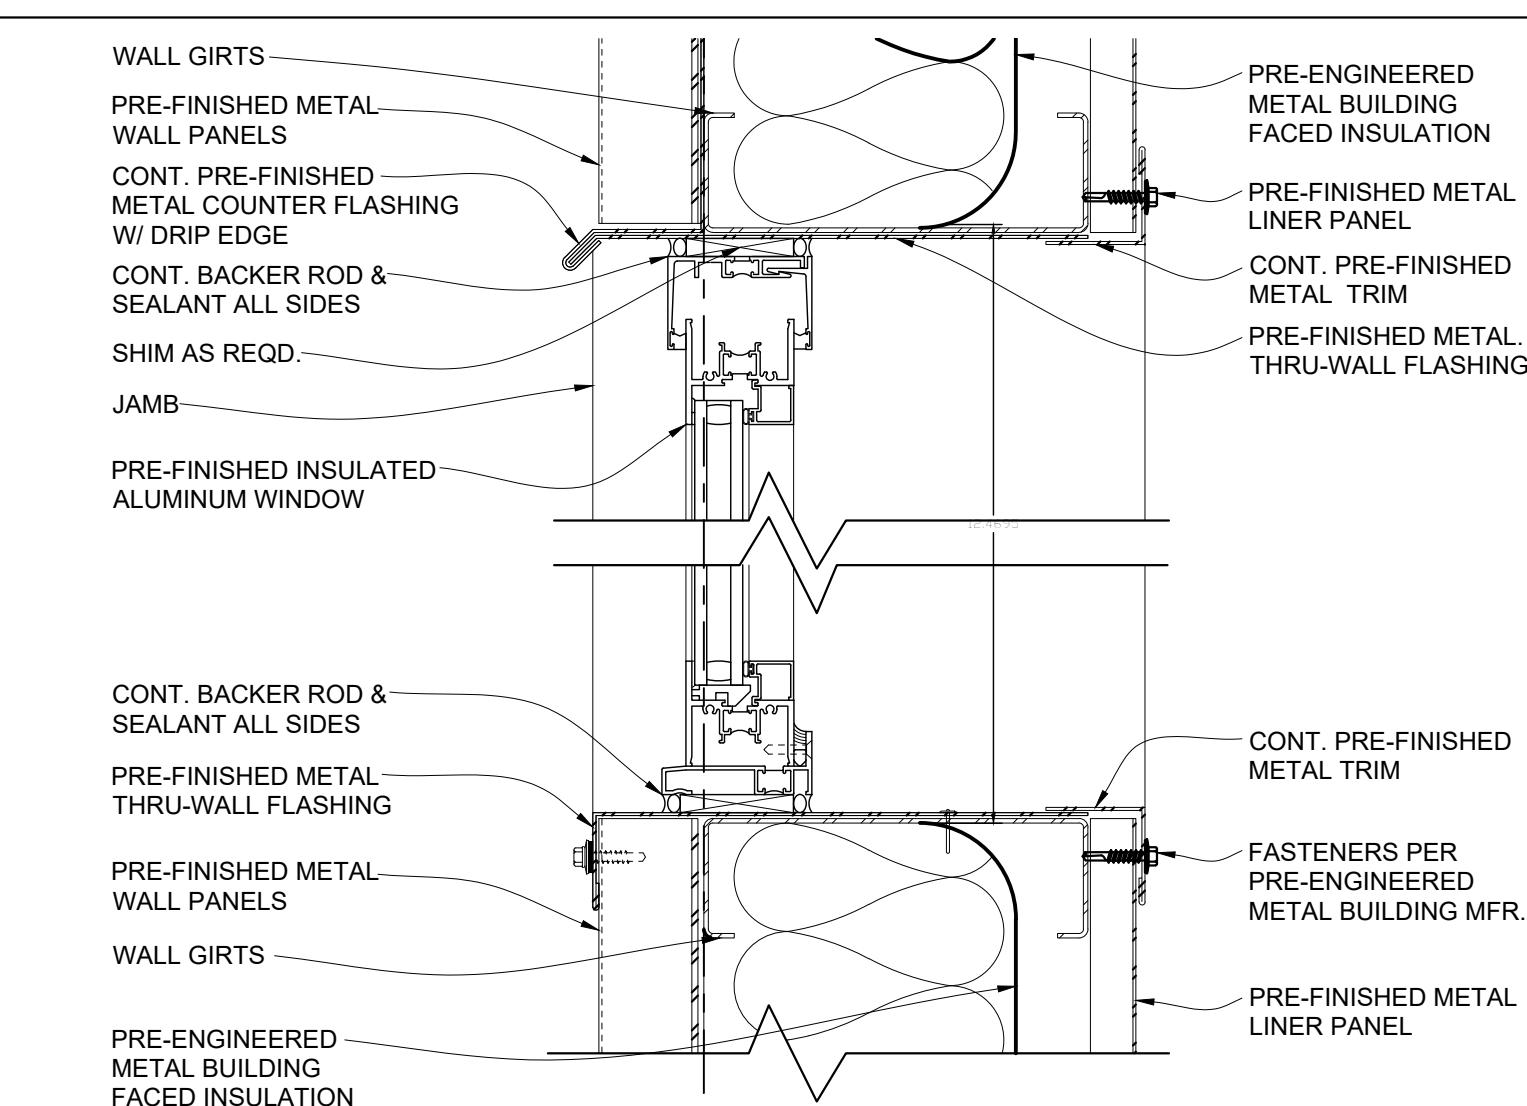 WALL GIRTS
PRE-FINISHED METAL
WALL PANELS
CONT. PRE-FINISHED
METAL COUNTER FLASHING
W/ DRIP EDGE
CONT. BACKER ROD &
SEALANT ALL SIDES
SHIM AS REQD.
JAMB
PRE-FINISHED INSULATED
ALUMINUM WINDOW
CONT. BACKER ROD &
SEALANT ALL SIDES
PRE-FINISHED METAL
THRU-WALL FLASHING
PRE-FINISHED METAL
WALL PANELS
WALL GIRTS
PRE-ENGINEERED
METAL BUILDING
FACED INSULATION
12.4695
PRE-ENGINEERED
METAL BUILDING
FACED INSULATION
PRE-FINISHED METAL
LINER PANEL
CONT. PRE-FINISHED
METAL TRIM
PRE-FINISHED METAL.
THRU-WALL FLASHING
CONT. PRE-FINISHED
METAL TRIM
FASTENERS PER
PRE-ENGINEERED
METAL BUILDING MFR.
PRE-FINISHED METAL
LINER PANEL